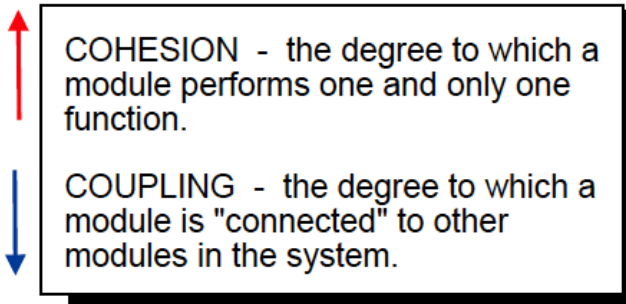 COHESION - the degree to which a
module performs one and only one
function.
COUPLING - the degree to which a
module is "connected" to other
modules in the system.